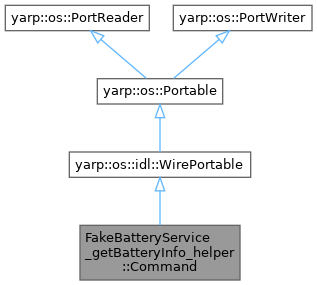 yarp::os::PortReader
yarp::os::PortWriter
yarp::os::Portable
yarp::os::idl::WirePortable
FakeBatteryService
_getBatteryInfo_helper
::Command